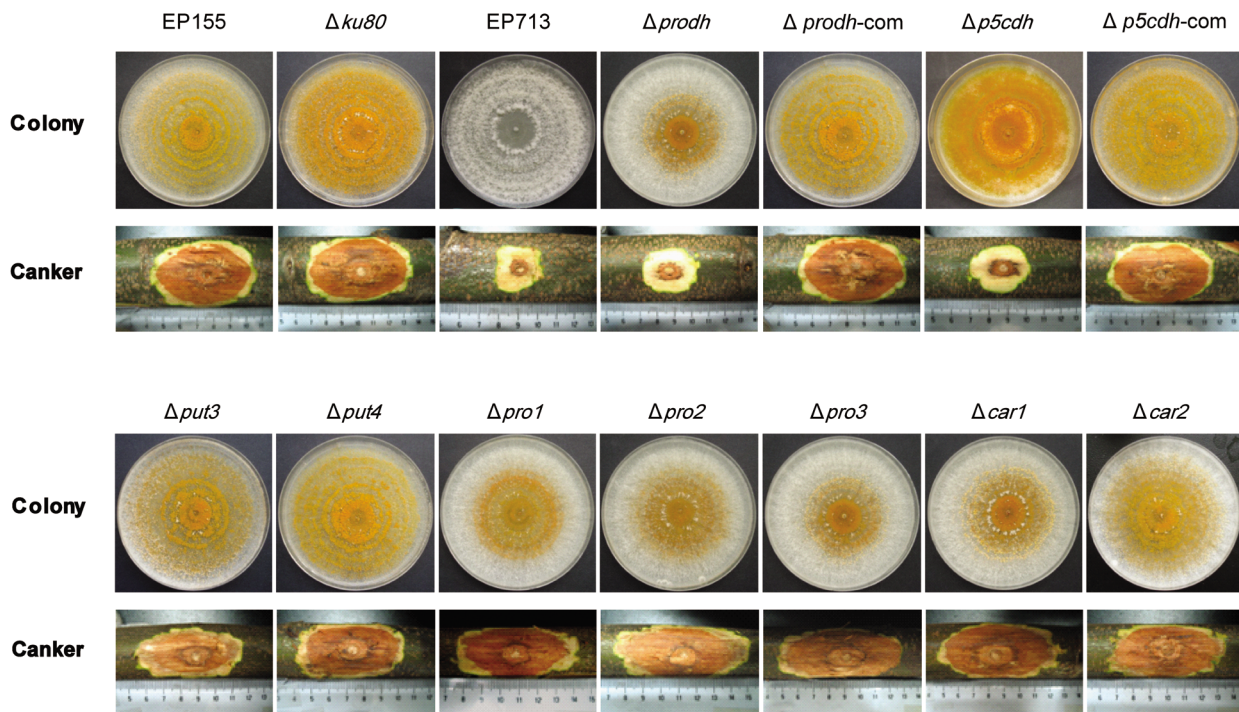 EP155 Δku80 EP713 Δprodh Δ prodh-com Δp5cdh Δ p5cdh-com
Colony
Canker
Δput3 Δput4 Δpro1 Δpro2 Δpro3 Δcar1 Δcar2
Colony
Canker